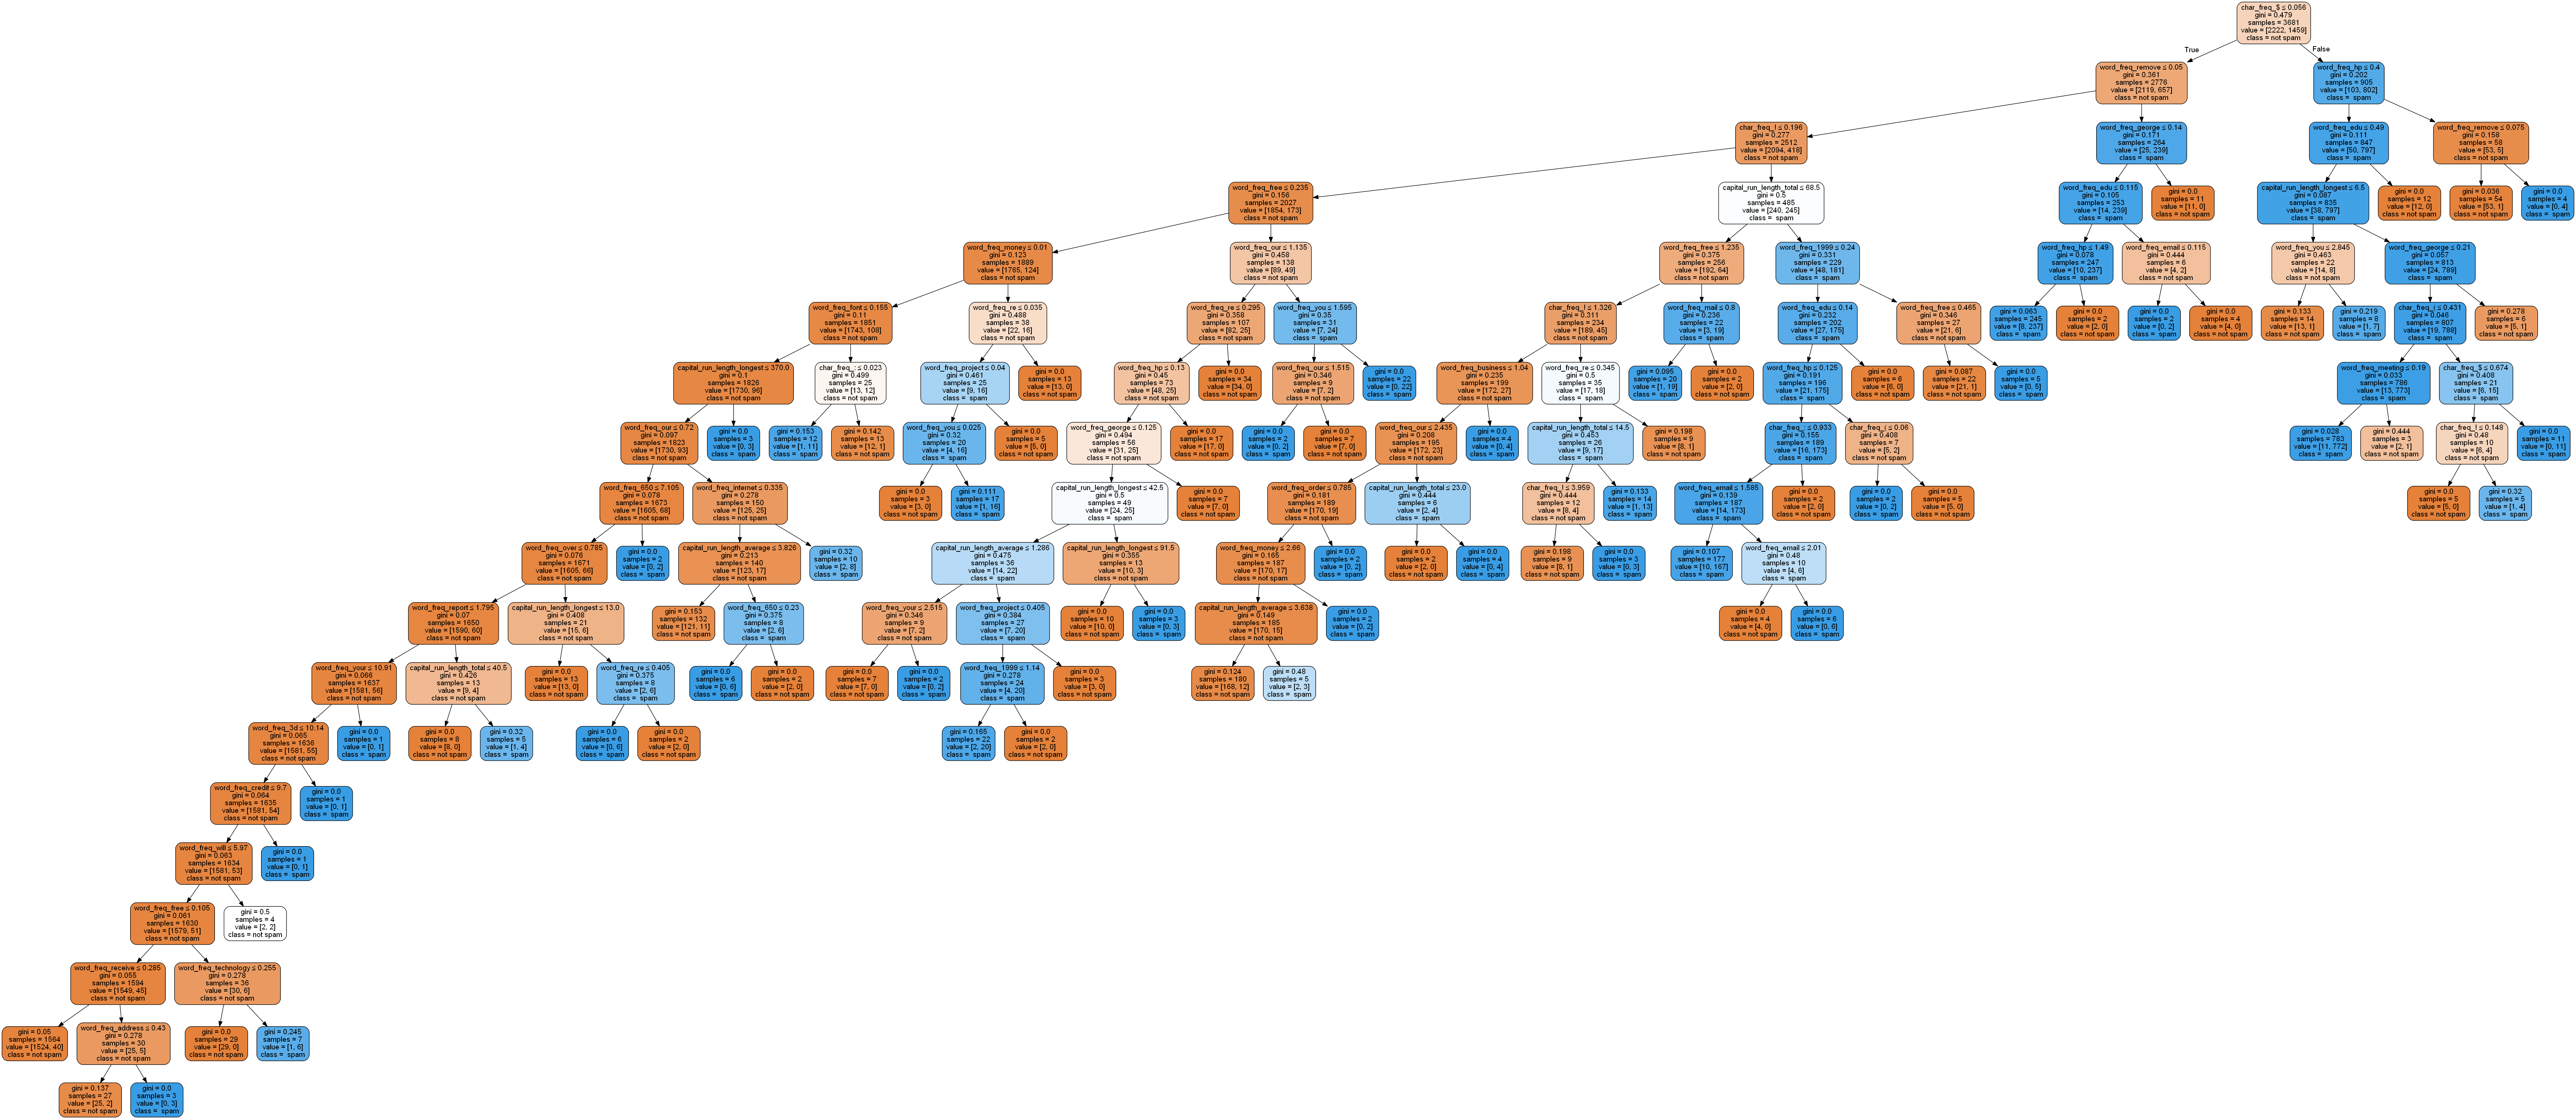 char_freq_$ ≤ 0.056
gini = 0.479
samples = 3681
value = [2222, 1459]
class = not spam
True
False
word_freq_remove ≤ 0.05
gini = 0.361
samples = 2776
value = [2119, 657]
class = not spam
word_freq_hp ≤ 0.4
gini = 0.202
samples = 905
value = [103, 802]
class = spam
char_freq_! ≤ 0.196
gini = 0.277
samples = 2512
value = [2094, 418]
class = not spam
word_freq_george ≤ 0.14
gini = 0.171
samples = 264
value = [25, 239]
class = spam
word_freq_edu ≤ 0.49
gini = 0.111
samples = 847
value = [50, 797]
class = spam
word_freq_remove ≤ 0.075
gini = 0.158
samples = 58
value = [53, 5]
class = not spam
word_freq_free ≤ 0.235
gini = 0.156
samples = 2027
value = [1854, 173]
class = not spam
capital_run_length_total ≤ 68.5
gini = 0.5
samples = 485
value = [240, 245]
class = spam
word_freq_edu ≤ 0.115
gini = 0.105
samples = 253
value = [14, 239]
class = spam
gini = 0.0
samples = 11
value = [11, 0]
class = not spam
capital_run_length_longest ≤ 6.5
gini = 0.087
samples = 835
value = [38, 797]
class = spam
gini = 0.0
samples = 12
value = [12, 0]
class = not spam
gini = 0.036
samples = 54
value = [53, 1]
class = not spam
gini = 0.0
samples = 4
value = [0, 4]
class = spam
word_freq_money ≤ 0.01
gini = 0.123
samples = 1889
value = [1765, 124]
class = not spam
word_freq_our ≤ 1.135
gini = 0.458
samples = 138
value = [89, 49]
class = not spam
word_freq_free ≤ 1.235
gini = 0.375
samples = 256
value = [192, 64]
class = not spam
word_freq_1999 ≤ 0.24
gini = 0.331
samples = 229
value = [48, 181]
class = spam
word_freq_hp ≤ 1.49
gini = 0.078
samples = 247
value = [10, 237]
class = spam
word_freq_email ≤ 0.115
gini = 0.444
samples = 6
value = [4, 2]
class = not spam
word_freq_you ≤ 2.845
gini = 0.463
samples = 22
value = [14, 8]
class = not spam
word_freq_george ≤ 0.21
gini = 0.057
samples = 813
value = [24, 789]
class = spam
word_freq_font ≤ 0.155
gini = 0.11
samples = 1851
value = [1743, 108]
class = not spam
word_freq_re ≤ 0.035
gini = 0.488
samples = 38
value = [22, 16]
class = not spam
word_freq_re ≤ 0.295
gini = 0.358
samples = 107
value = [82, 25]
class = not spam
word_freq_you ≤ 1.595
gini = 0.35
samples = 31
value = [7, 24]
class = spam
char_freq_! ≤ 1.326
gini = 0.311
samples = 234
value = [189, 45]
class = not spam
word_freq_mail ≤ 0.8
gini = 0.236
samples = 22
value = [3, 19]
class = spam
word_freq_edu ≤ 0.14
gini = 0.232
samples = 202
value = [27, 175]
class = spam
word_freq_free ≤ 0.465
gini = 0.346
samples = 27
value = [21, 6]
class = not spam
gini = 0.063
samples = 245
value = [8, 237]
class = spam
gini = 0.0
samples = 2
value = [2, 0]
class = not spam
gini = 0.0
samples = 2
value = [0, 2]
class = spam
gini = 0.0
samples = 4
value = [4, 0]
class = not spam
gini = 0.133
samples = 14
value = [13, 1]
class = not spam
gini = 0.219
samples = 8
value = [1, 7]
class = spam
char_freq_; ≤ 0.431
gini = 0.046
samples = 807
value = [19, 788]
class = spam
gini = 0.278
samples = 6
value = [5, 1]
class = not spam
capital_run_length_longest ≤ 370.0
gini = 0.1
samples = 1826
value = [1730, 96]
class = not spam
char_freq_; ≤ 0.023
gini = 0.499
samples = 25
value = [13, 12]
class = not spam
word_freq_project ≤ 0.04
gini = 0.461
samples = 25
value = [9, 16]
class = spam
gini = 0.0
samples = 13
value = [13, 0]
class = not spam
word_freq_hp ≤ 0.13
gini = 0.45
samples = 73
value = [48, 25]
class = not spam
gini = 0.0
samples = 34
value = [34, 0]
class = not spam
word_freq_our ≤ 1.515
gini = 0.346
samples = 9
value = [7, 2]
class = not spam
gini = 0.0
samples = 22
value = [0, 22]
class = spam
word_freq_business ≤ 1.04
gini = 0.235
samples = 199
value = [172, 27]
class = not spam
word_freq_re ≤ 0.345
gini = 0.5
samples = 35
value = [17, 18]
class = spam
gini = 0.095
samples = 20
value = [1, 19]
class = spam
gini = 0.0
samples = 2
value = [2, 0]
class = not spam
word_freq_hp ≤ 0.125
gini = 0.191
samples = 196
value = [21, 175]
class = spam
gini = 0.0
samples = 6
value = [6, 0]
class = not spam
gini = 0.087
samples = 22
value = [21, 1]
class = not spam
gini = 0.0
samples = 5
value = [0, 5]
class = spam
word_freq_meeting ≤ 0.19
gini = 0.033
samples = 786
value = [13, 773]
class = spam
char_freq_$ ≤ 0.674
gini = 0.408
samples = 21
value = [6, 15]
class = spam
word_freq_our ≤ 0.72
gini = 0.097
samples = 1823
value = [1730, 93]
class = not spam
gini = 0.0
samples = 3
value = [0, 3]
class = spam
gini = 0.153
samples = 12
value = [1, 11]
class = spam
gini = 0.142
samples = 13
value = [12, 1]
class = not spam
word_freq_you ≤ 0.025
gini = 0.32
samples = 20
value = [4, 16]
class = spam
gini = 0.0
samples = 5
value = [5, 0]
class = not spam
word_freq_george ≤ 0.125
gini = 0.494
samples = 56
value = [31, 25]
class = not spam
gini = 0.0
samples = 17
value = [17, 0]
class = not spam
gini = 0.0
samples = 2
value = [0, 2]
class = spam
gini = 0.0
samples = 7
value = [7, 0]
class = not spam
word_freq_our ≤ 2.435
gini = 0.208
samples = 195
value = [172, 23]
class = not spam
gini = 0.0
samples = 4
value = [0, 4]
class = spam
capital_run_length_total ≤ 14.5
gini = 0.453
samples = 26
value = [9, 17]
class = spam
gini = 0.198
samples = 9
value = [8, 1]
class = not spam
char_freq_; ≤ 0.933
gini = 0.155
samples = 189
value = [16, 173]
class = spam
char_freq_( ≤ 0.06
gini = 0.408
samples = 7
value = [5, 2]
class = not spam
gini = 0.028
samples = 783
value = [11, 772]
class = spam
gini = 0.444
samples = 3
value = [2, 1]
class = not spam
char_freq_! ≤ 0.148
gini = 0.48
samples = 10
value = [6, 4]
class = not spam
gini = 0.0
samples = 11
value = [0, 11]
class = spam
word_freq_650 ≤ 7.105
gini = 0.078
samples = 1673
value = [1605, 68]
class = not spam
word_freq_internet ≤ 0.335
gini = 0.278
samples = 150
value = [125, 25]
class = not spam
gini = 0.0
samples = 3
value = [3, 0]
class = not spam
gini = 0.111
samples = 17
value = [1, 16]
class = spam
capital_run_length_longest ≤ 42.5
gini = 0.5
samples = 49
value = [24, 25]
class = spam
gini = 0.0
samples = 7
value = [7, 0]
class = not spam
word_freq_order ≤ 0.785
gini = 0.181
samples = 189
value = [170, 19]
class = not spam
capital_run_length_total ≤ 23.0
gini = 0.444
samples = 6
value = [2, 4]
class = spam
char_freq_! ≤ 3.959
gini = 0.444
samples = 12
value = [8, 4]
class = not spam
gini = 0.133
samples = 14
value = [1, 13]
class = spam
word_freq_email ≤ 1.585
gini = 0.139
samples = 187
value = [14, 173]
class = spam
gini = 0.0
samples = 2
value = [2, 0]
class = not spam
gini = 0.0
samples = 2
value = [0, 2]
class = spam
gini = 0.0
samples = 5
value = [5, 0]
class = not spam
gini = 0.0
samples = 5
value = [5, 0]
class = not spam
gini = 0.32
samples = 5
value = [1, 4]
class = spam
word_freq_over ≤ 0.785
gini = 0.076
samples = 1671
value = [1605, 66]
class = not spam
gini = 0.0
samples = 2
value = [0, 2]
class = spam
capital_run_length_average ≤ 3.826
gini = 0.213
samples = 140
value = [123, 17]
class = not spam
gini = 0.32
samples = 10
value = [2, 8]
class = spam
capital_run_length_average ≤ 1.286
gini = 0.475
samples = 36
value = [14, 22]
class = spam
capital_run_length_longest ≤ 91.5
gini = 0.355
samples = 13
value = [10, 3]
class = not spam
word_freq_money ≤ 2.66
gini = 0.165
samples = 187
value = [170, 17]
class = not spam
gini = 0.0
samples = 2
value = [0, 2]
class = spam
gini = 0.0
samples = 2
value = [2, 0]
class = not spam
gini = 0.0
samples = 4
value = [0, 4]
class = spam
gini = 0.198
samples = 9
value = [8, 1]
class = not spam
gini = 0.0
samples = 3
value = [0, 3]
class = spam
gini = 0.107
samples = 177
value = [10, 167]
class = spam
word_freq_email ≤ 2.01
gini = 0.48
samples = 10
value = [4, 6]
class = spam
word_freq_report ≤ 1.795
gini = 0.07
samples = 1650
value = [1590, 60]
class = not spam
capital_run_length_longest ≤ 13.0
gini = 0.408
samples = 21
value = [15, 6]
class = not spam
gini = 0.153
samples = 132
value = [121, 11]
class = not spam
word_freq_650 ≤ 0.23
gini = 0.375
samples = 8
value = [2, 6]
class = spam
word_freq_your ≤ 2.515
gini = 0.346
samples = 9
value = [7, 2]
class = not spam
word_freq_project ≤ 0.405
gini = 0.384
samples = 27
value = [7, 20]
class = spam
gini = 0.0
samples = 10
value = [10, 0]
class = not spam
gini = 0.0
samples = 3
value = [0, 3]
class = spam
capital_run_length_average ≤ 3.638
gini = 0.149
samples = 185
value = [170, 15]
class = not spam
gini = 0.0
samples = 2
value = [0, 2]
class = spam
gini = 0.0
samples = 4
value = [4, 0]
class = not spam
gini = 0.0
samples = 6
value = [0, 6]
class = spam
word_freq_your ≤ 10.91
gini = 0.066
samples = 1637
value = [1581, 56]
class = not spam
capital_run_length_total ≤ 40.5
gini = 0.426
samples = 13
value = [9, 4]
class = not spam
gini = 0.0
samples = 13
value = [13, 0]
class = not spam
word_freq_re ≤ 0.405
gini = 0.375
samples = 8
value = [2, 6]
class = spam
gini = 0.0
samples = 6
value = [0, 6]
class = spam
gini = 0.0
samples = 2
value = [2, 0]
class = not spam
gini = 0.0
samples = 7
value = [7, 0]
class = not spam
gini = 0.0
samples = 2
value = [0, 2]
class = spam
word_freq_1999 ≤ 1.14
gini = 0.278
samples = 24
value = [4, 20]
class = spam
gini = 0.0
samples = 3
value = [3, 0]
class = not spam
gini = 0.124
samples = 180
value = [168, 12]
class = not spam
gini = 0.48
samples = 5
value = [2, 3]
class = spam
word_freq_3d ≤ 10.14
gini = 0.065
samples = 1636
value = [1581, 55]
class = not spam
gini = 0.0
samples = 1
value = [0, 1]
class = spam
gini = 0.0
samples = 8
value = [8, 0]
class = not spam
gini = 0.32
samples = 5
value = [1, 4]
class = spam
gini = 0.0
samples = 6
value = [0, 6]
class = spam
gini = 0.0
samples = 2
value = [2, 0]
class = not spam
gini = 0.165
samples = 22
value = [2, 20]
class = spam
gini = 0.0
samples = 2
value = [2, 0]
class = not spam
word_freq_credit ≤ 9.7
gini = 0.064
samples = 1635
value = [1581, 54]
class = not spam
gini = 0.0
samples = 1
value = [0, 1]
class = spam
word_freq_will ≤ 5.97
gini = 0.063
samples = 1634
value = [1581, 53]
class = not spam
gini = 0.0
samples = 1
value = [0, 1]
class = spam
word_freq_free ≤ 0.105
gini = 0.061
samples = 1630
value = [1579, 51]
class = not spam
gini = 0.5
samples = 4
value = [2, 2]
class = not spam
word_freq_receive ≤ 0.285
gini = 0.055
samples = 1594
value = [1549, 45]
class = not spam
word_freq_technology ≤ 0.255
gini = 0.278
samples = 36
value = [30, 6]
class = not spam
gini = 0.05
samples = 1564
value = [1524, 40]
class = not spam
word_freq_address ≤ 0.43
gini = 0.278
samples = 30
value = [25, 5]
class = not spam
gini = 0.0
samples = 29
value = [29, 0]
class = not spam
gini = 0.245
samples = 7
value = [1, 6]
class = spam
gini = 0.137
samples = 27
value = [25, 2]
class = not spam
gini = 0.0
samples = 3
value = [0, 3]
class = spam